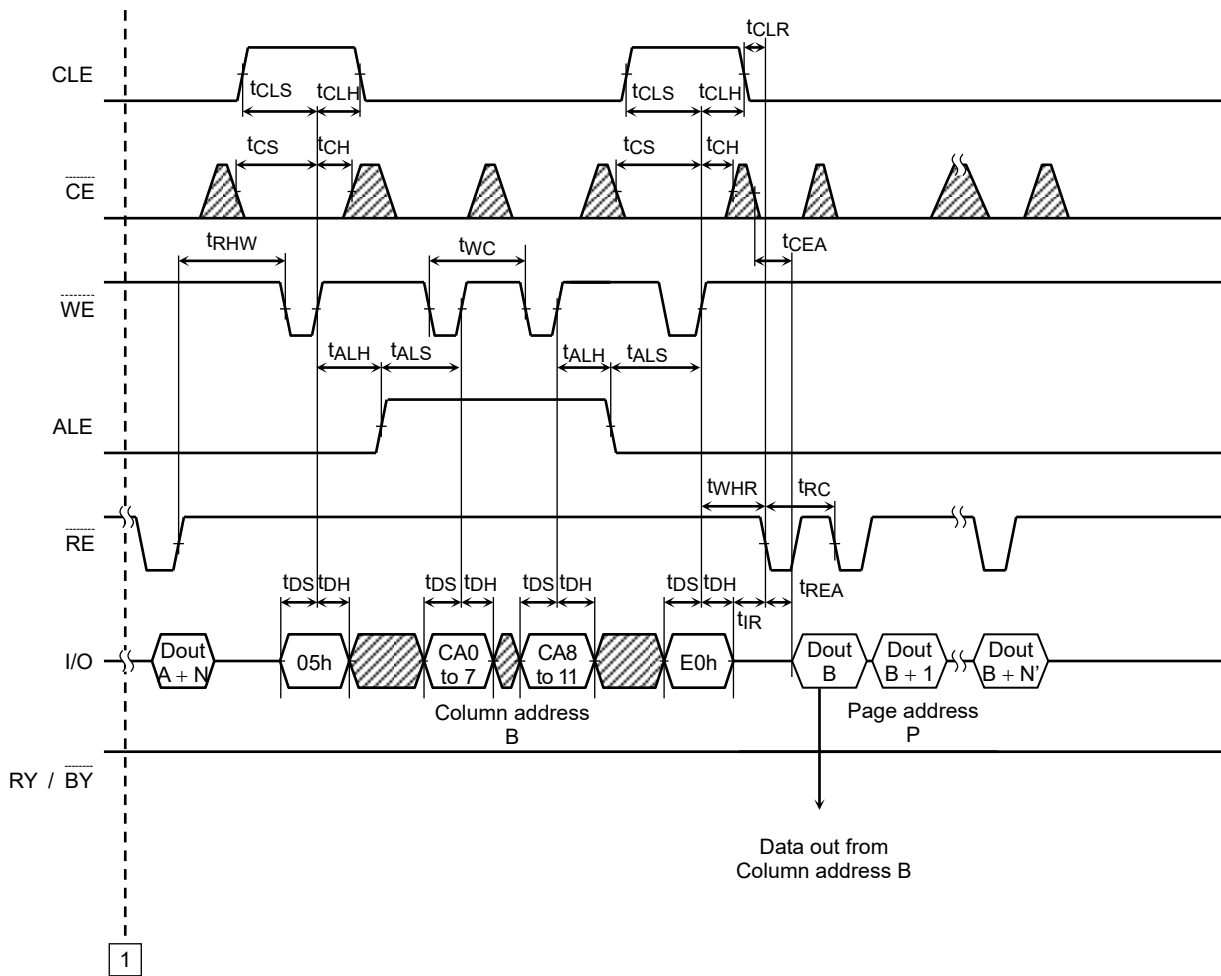 tCLR
CLE
tCLS tCLH tCLS tCLH
tCS tCH tCS tCH
CE
tRHW tWC tCEA
WE
tALH tALS tALH tALS
ALE
tWHR tRC
RE
tDS tDH tDS tDH tDS tDH tDS tDH tREA
tIR
I/O
Dout
A + N
05h
CA0
to 7
CA8
to 11
E0h
Dout
B
Dout
B + 1
Dout
B + N'
Column address
B
Page address
P
RY / BY
Data out from
Column address B
1